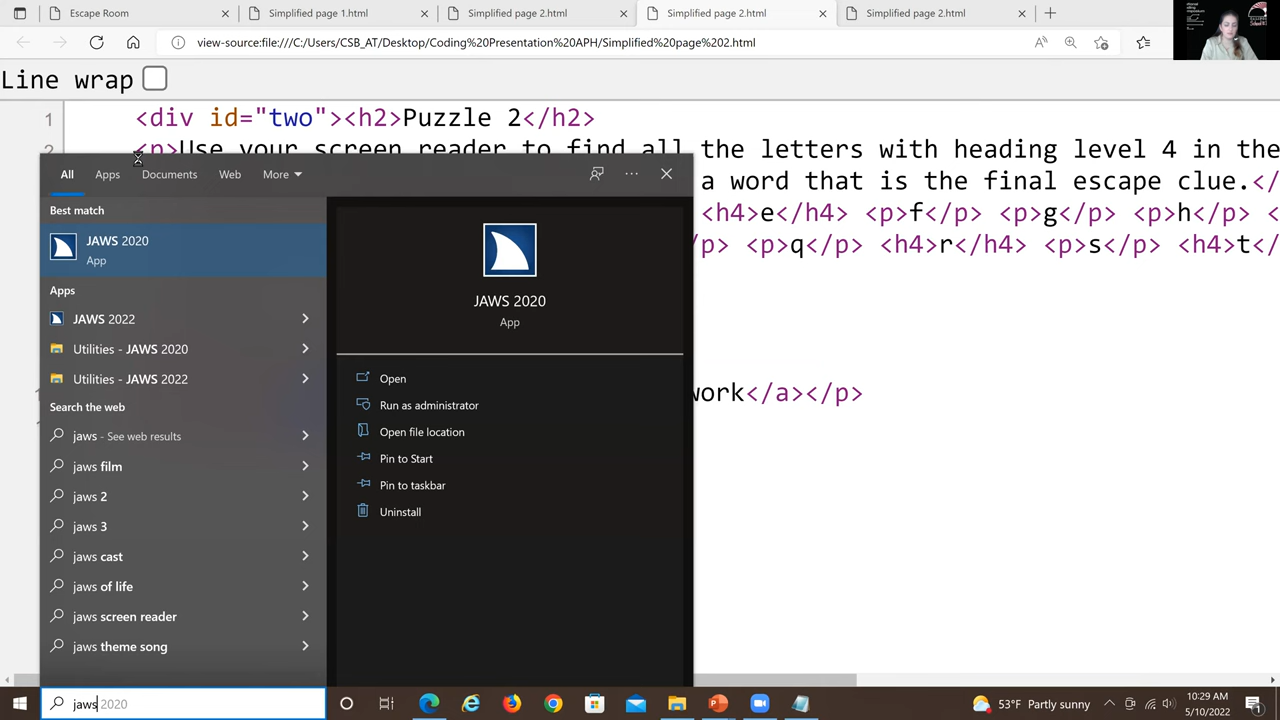 Escape Room
Simplified page 1.html
Simplified page 2.html
Simplified page 2.html
Simplified page 2.html
view-source:file:///C:/Users/CSB_AT/Desktop/Coding%20Presentation%20APH/Simplified%20page%202.html
Line wrap
1 <div id="two"><h2>Puzzle 2</h2>
2 <p>Use your screen reader to find all the letters with heading level 4 in the
a word that is the final escape clue.</
<h4>e</h4> <p>f</p> <p>g</p> <p>h</p> <
/p> <p>q</p> <h4>r</h4> <p>s</p> <h4>t</
work</a></p>
All Apps Documents Web More
Best match
JAWS 2020
App
Apps
JAWS 2022
Utilities - JAWS 2020
Utilities - JAWS 2022
Search the web
jaws - See web results
jaws film
jaws 2
jaws 3
jaws cast
jaws of life
jaws screen reader
jaws theme song
JAWS 2020
App
Open
Run as administrator
Open file location
Pin to Start
Pin to taskbar
Uninstall
jaws 2020
53°F Partly sunny
10:29 AM
5/10/2022
1